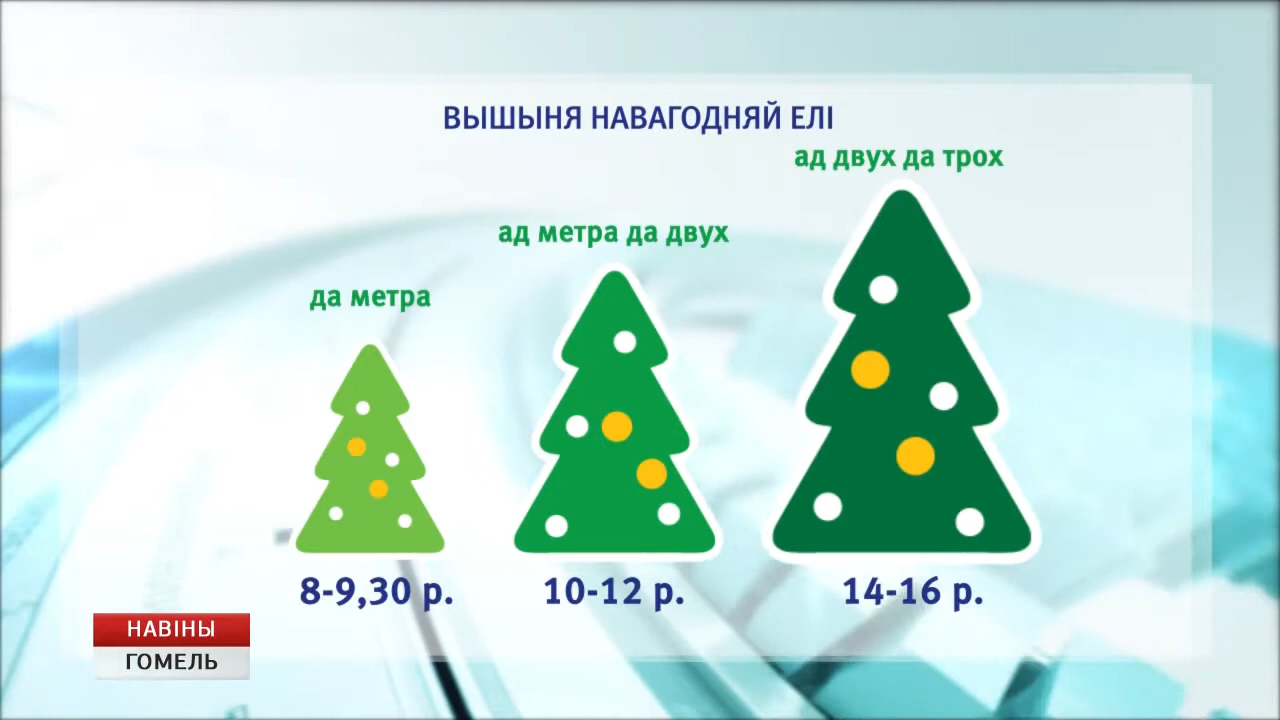 ВЫШЫНЯ НАВАГОДНЯЙ ЕЛІ
да метра
ад метра да двух
ад двух да трох
8-9,30 р.
10-12 р.
14-16 р.
НАВІНЫ
ГОМЕЛЬ